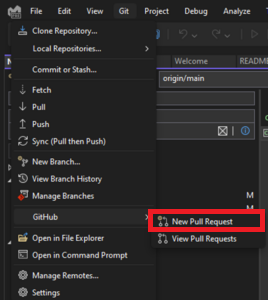 File Edit View Git Project Debug Analyze
Clone Repository...
Local Repositories...
Welcome README
Commit or Stash...
origin/main
Fetch
Pull
Push
Sync (Pull then Push)
New Branch...
View Branch History
Manage Branches M
GitHub
New Pull Request
Open in File Explorer
View Pull Requests
Open in Command Prompt
Manage Remotes...
Settings